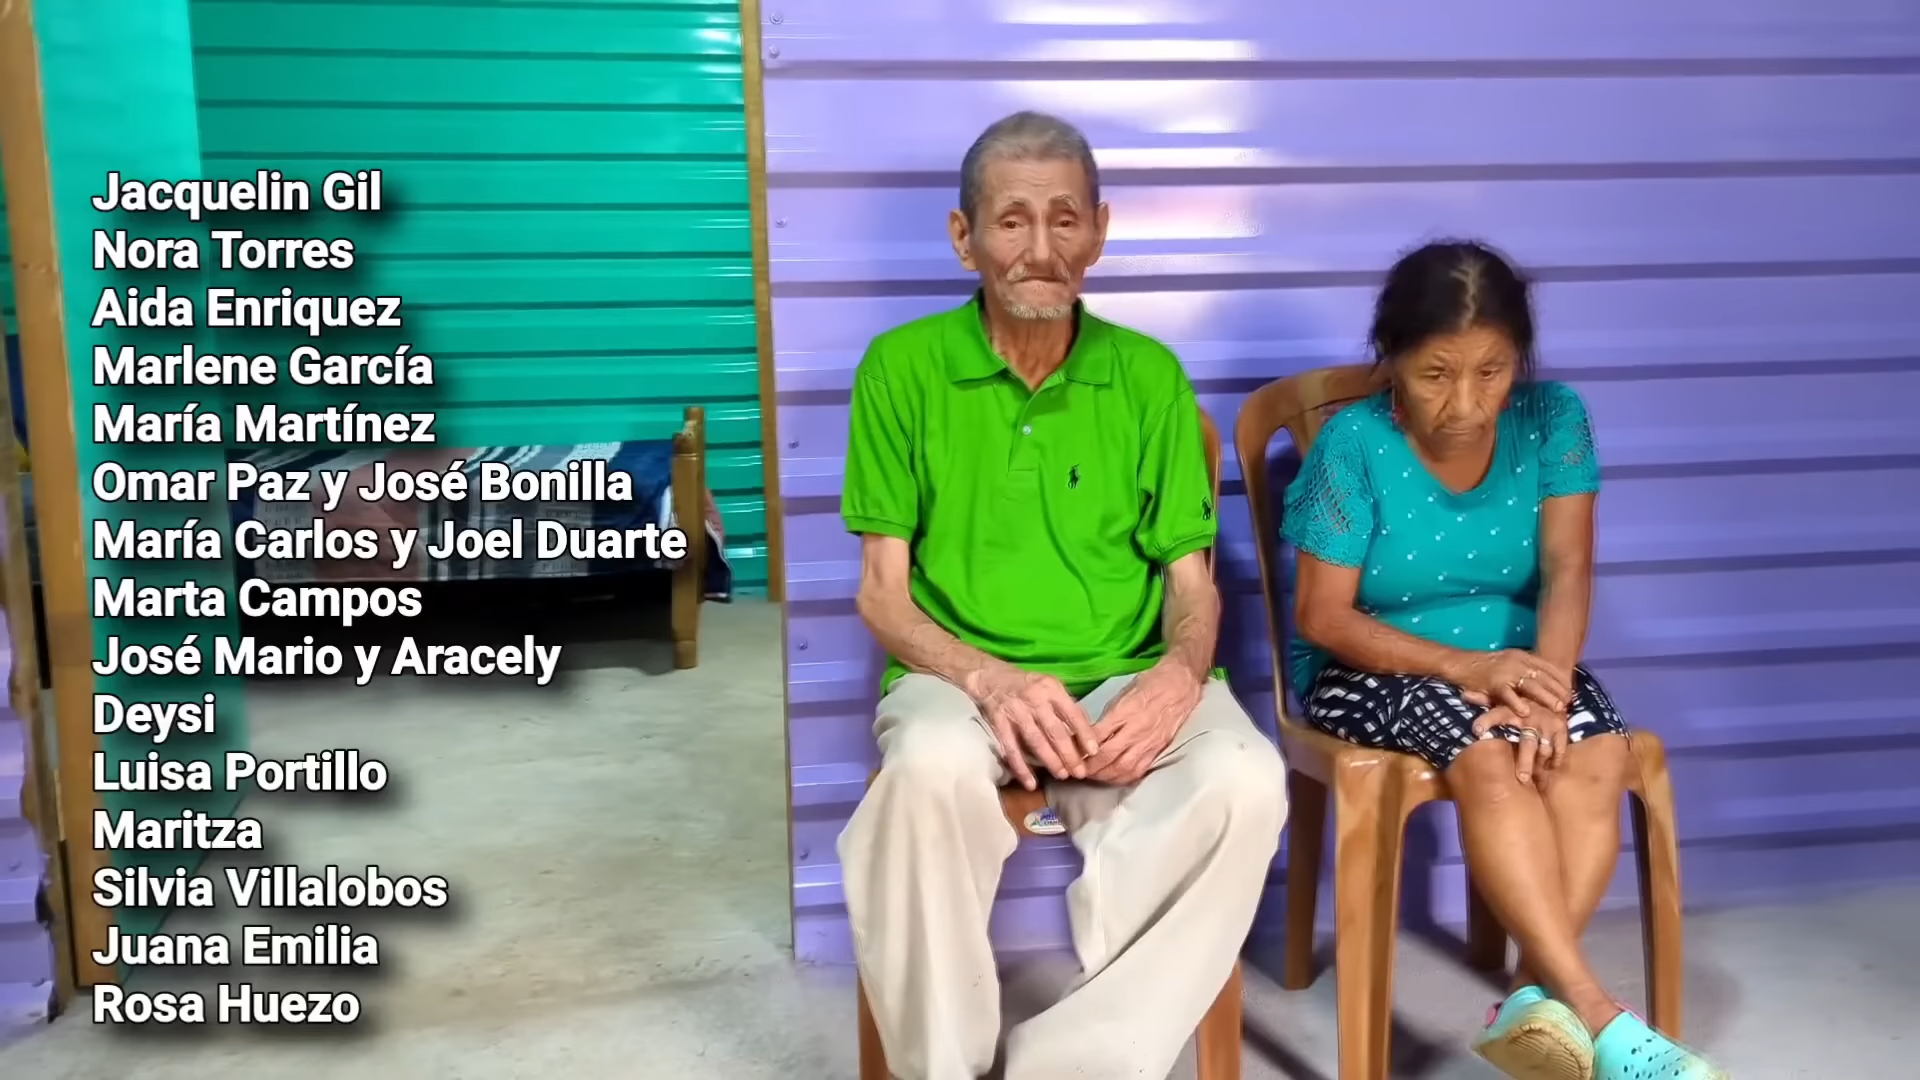 Jacquelin Gil
Nora Torres
Aida Enriquez
Marlene García
María Martínez
Omar Paz y José Bonilla
María Carlos y Joel Duarte
Marta Campos
José Mario y Aracely
Deysi
Luisa Portillo
Maritza
Silvia Villalobos
Juana Emilia
Rosa Huezo